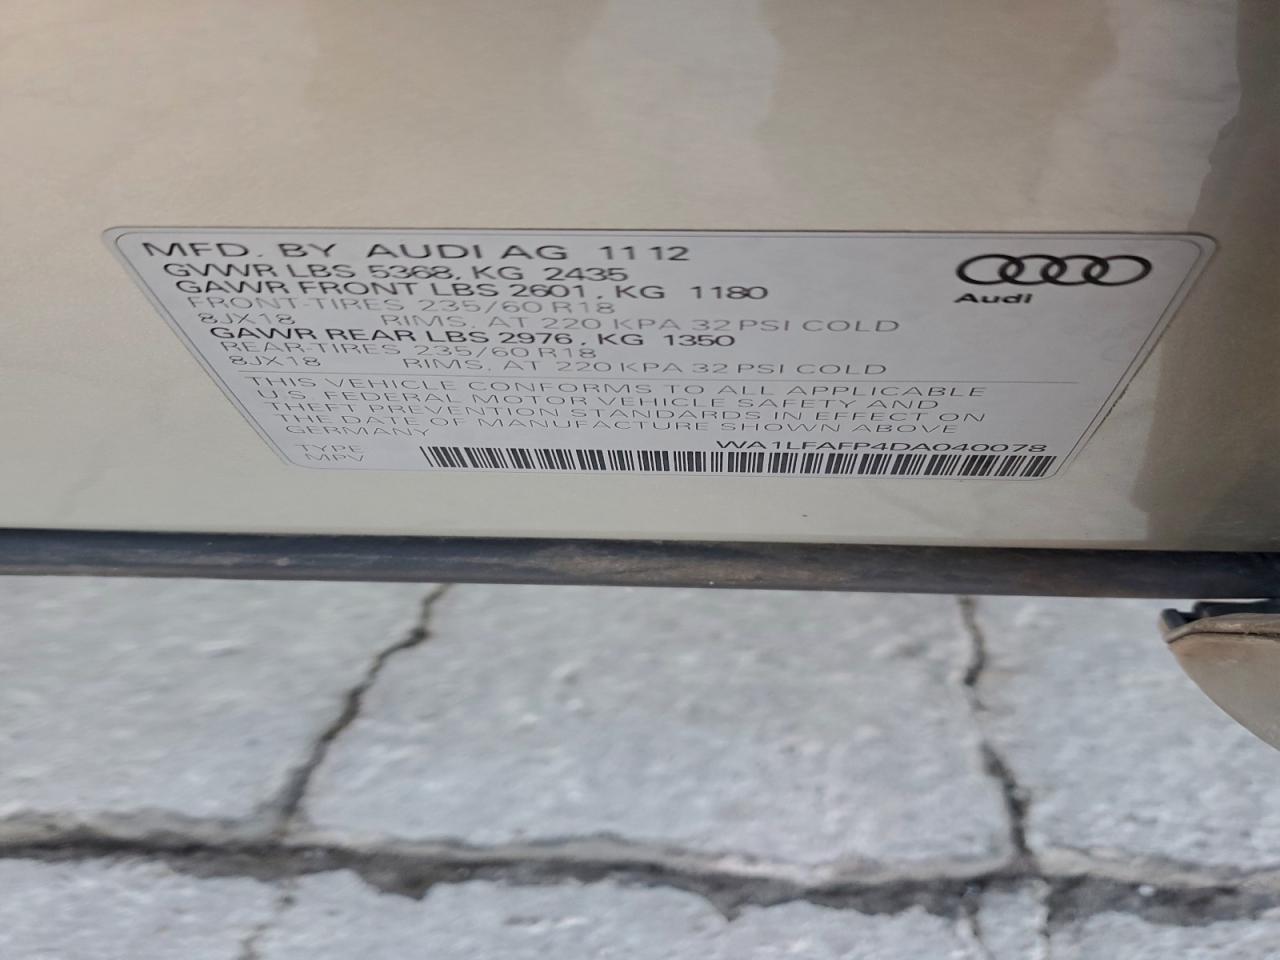 MFD. BY AUDI AG 11 12
GVWR LBS 5368, KG 2435
GAWR FRONT LBS 2601, KG 1180
FRONT-TIRES 235/60 R18
8JX18 RIMS, AT 220 KPA 32 PSI COLD
GAWR REAR LBS 2976, KG 1350
REAR-TIRES 235/60 R18
8JX18 RIMS, AT 220 KPA 32 PSI COLD
Audi
THIS VEHICLE CONFORMS TO ALL APPLICABLE
U.S. FEDERAL MOTOR VEHICLE SAFETY AND
THEFT PREVENTION STANDARDS IN EFFECT ON
THE DATE OF MANUFACTURE SHOWN ABOVE
GERMANY
TYPE WA1LFAFP4DA040078
MPV